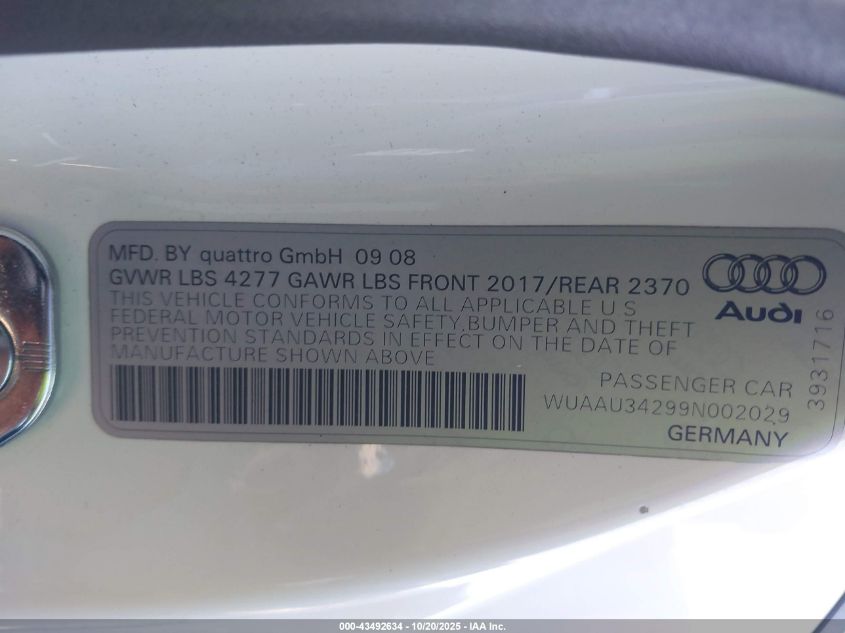 MFD. BY quattro GmbH 09 08
GVWR LBS 4277 GAWR LBS FRONT 2017/REAR 2370
THIS VEHICLE CONFORMS TO ALL APPLICABLE U.S
FEDERAL MOTOR VEHICLE SAFETY, BUMPER AND THEFT
PREVENTION STANDARDS IN EFFECT ON THE DATE OF
MANUFACTURE SHOWN ABOVE
Audi
PASSENGER CAR
WUAAU34299N002029
GERMANY
3931716
000-43492634 - 10/20/2025 - IAA Inc.